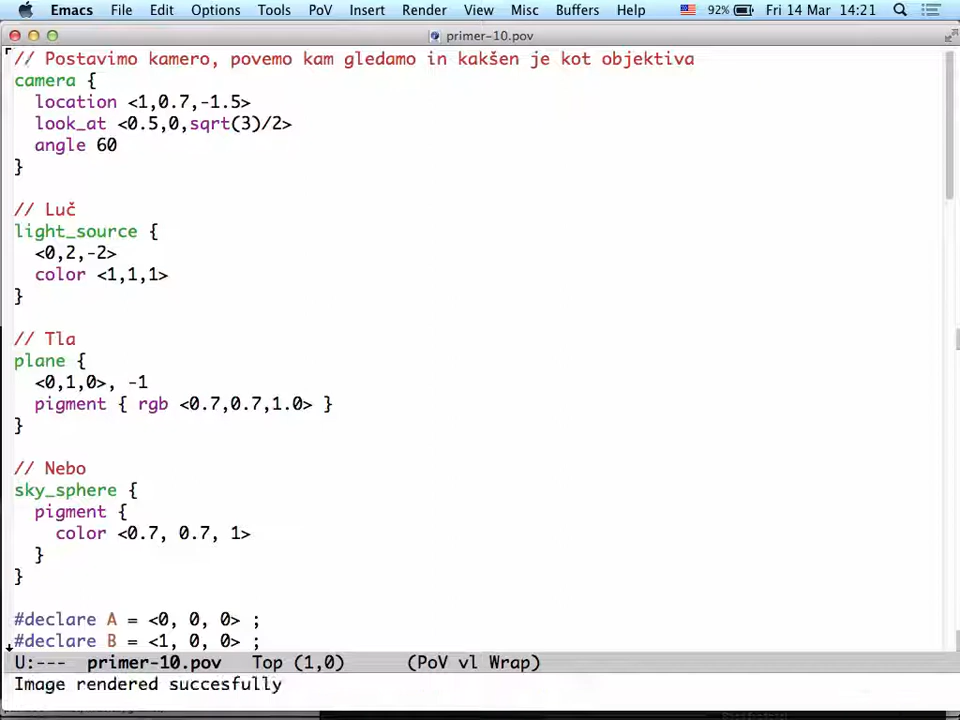 Emacs File Edit Options Tools PoV Insert Render View Misc Buffers Help 92% Fri 14 Mar 14:21
primer-10.pov
// Postavimo kamero, povemo kam gledamo in kakšen je kot objektiva
camera {
location <1,0.7,-1.5>
look_at <0.5,0,sqrt(3)/2>
angle 60
}
// Luč
light_source {
<0,2,-2>
color <1,1,1>
}
// Tla
plane {
<0,1,0>, -1
pigment { rgb <0.7,0.7,1.0> }
}
// Nebo
sky_sphere {
pigment {
color <0.7, 0.7, 1>
}
}
#declare A = <0, 0, 0> ;
#declare B = <1, 0, 0> ;
U:--- primer-10.pov Top (1,0) (PoV vl Wrap)
Image rendered succesfully